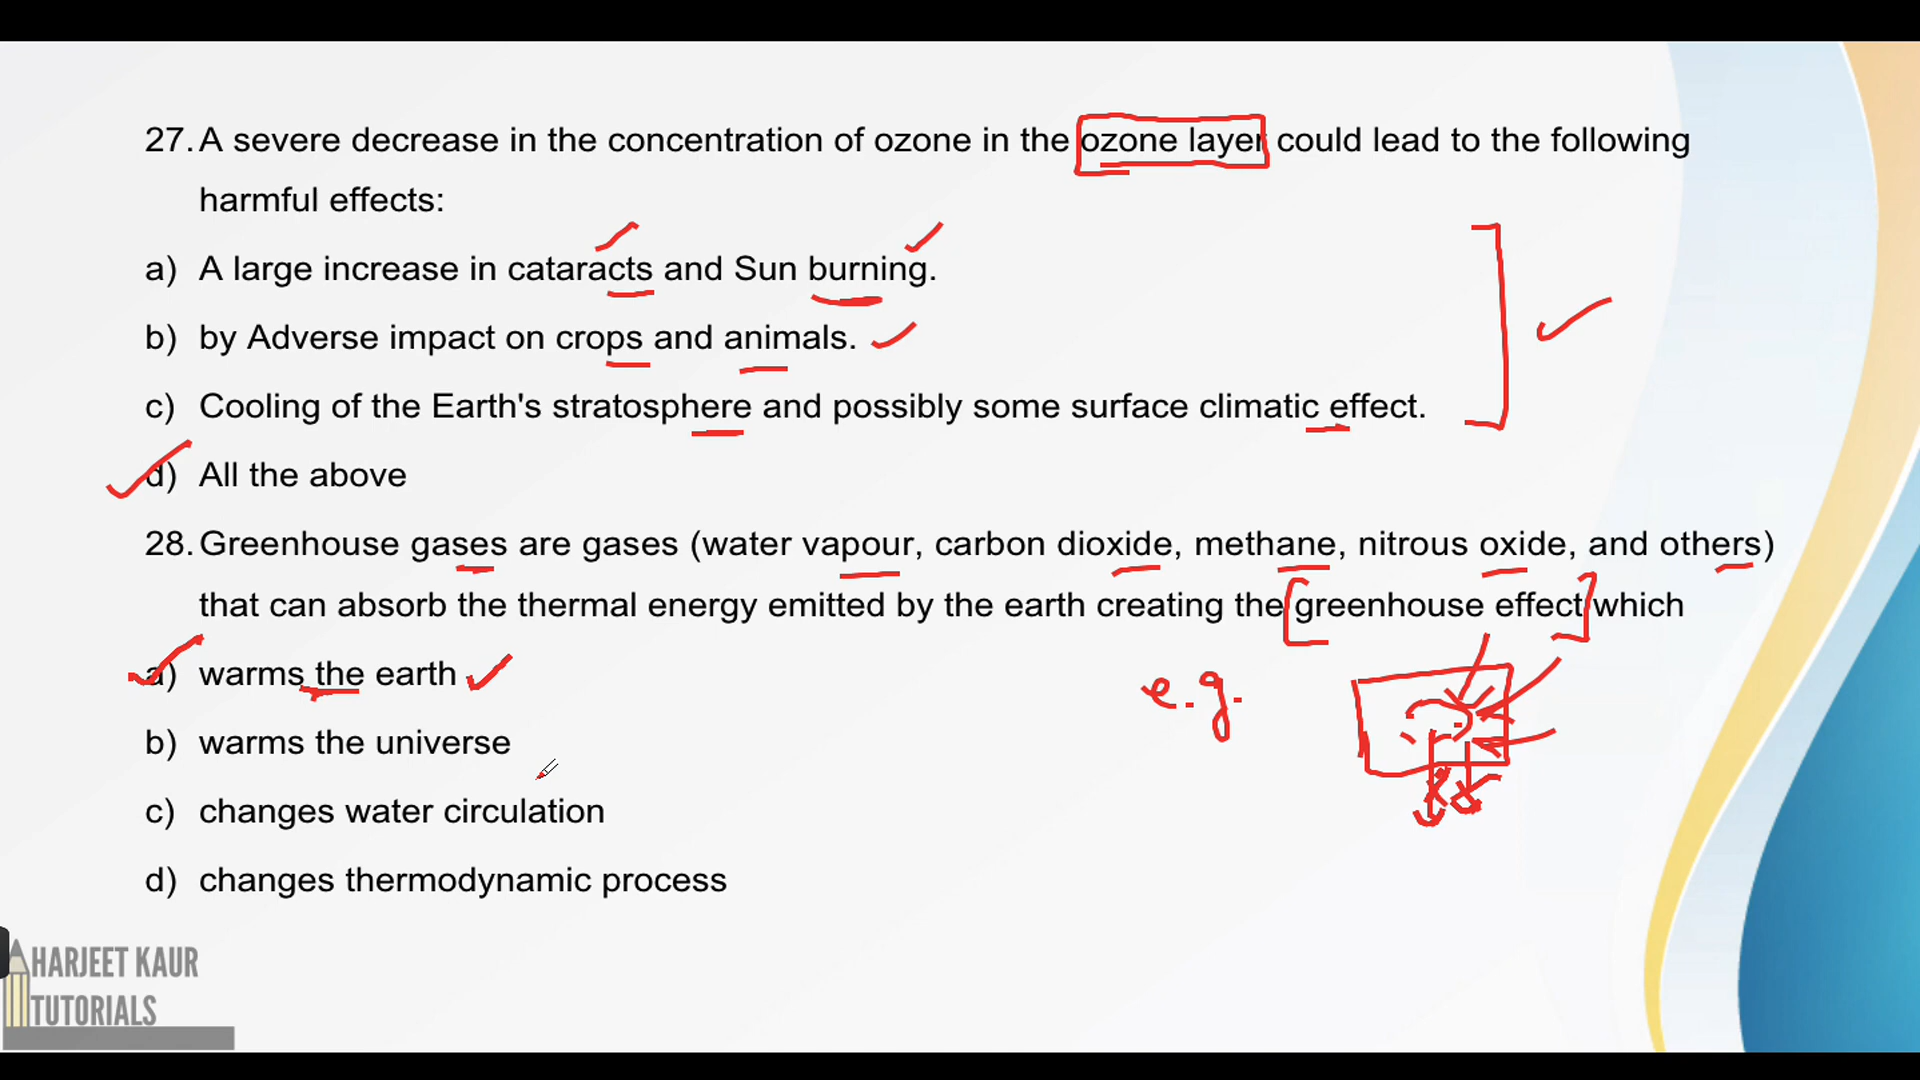 27. A severe decrease in the concentration of ozone in the ozone layer could lead to the following
harmful effects:
a) A large increase in cataracts and Sun burning.
b) by Adverse impact on crops and animals.
c) Cooling of the Earth's stratosphere and possibly some surface climatic effect.
d) All the above
28. Greenhouse gases are gases (water vapour, carbon dioxide, methane, nitrous oxide, and others)
that can absorb the thermal energy emitted by the earth creating the greenhouse effect which
a) warms the earth
e.g.
b) warms the universe
c) changes water circulation
d) changes thermodynamic process
HARJEET KAUR
TUTORIALS